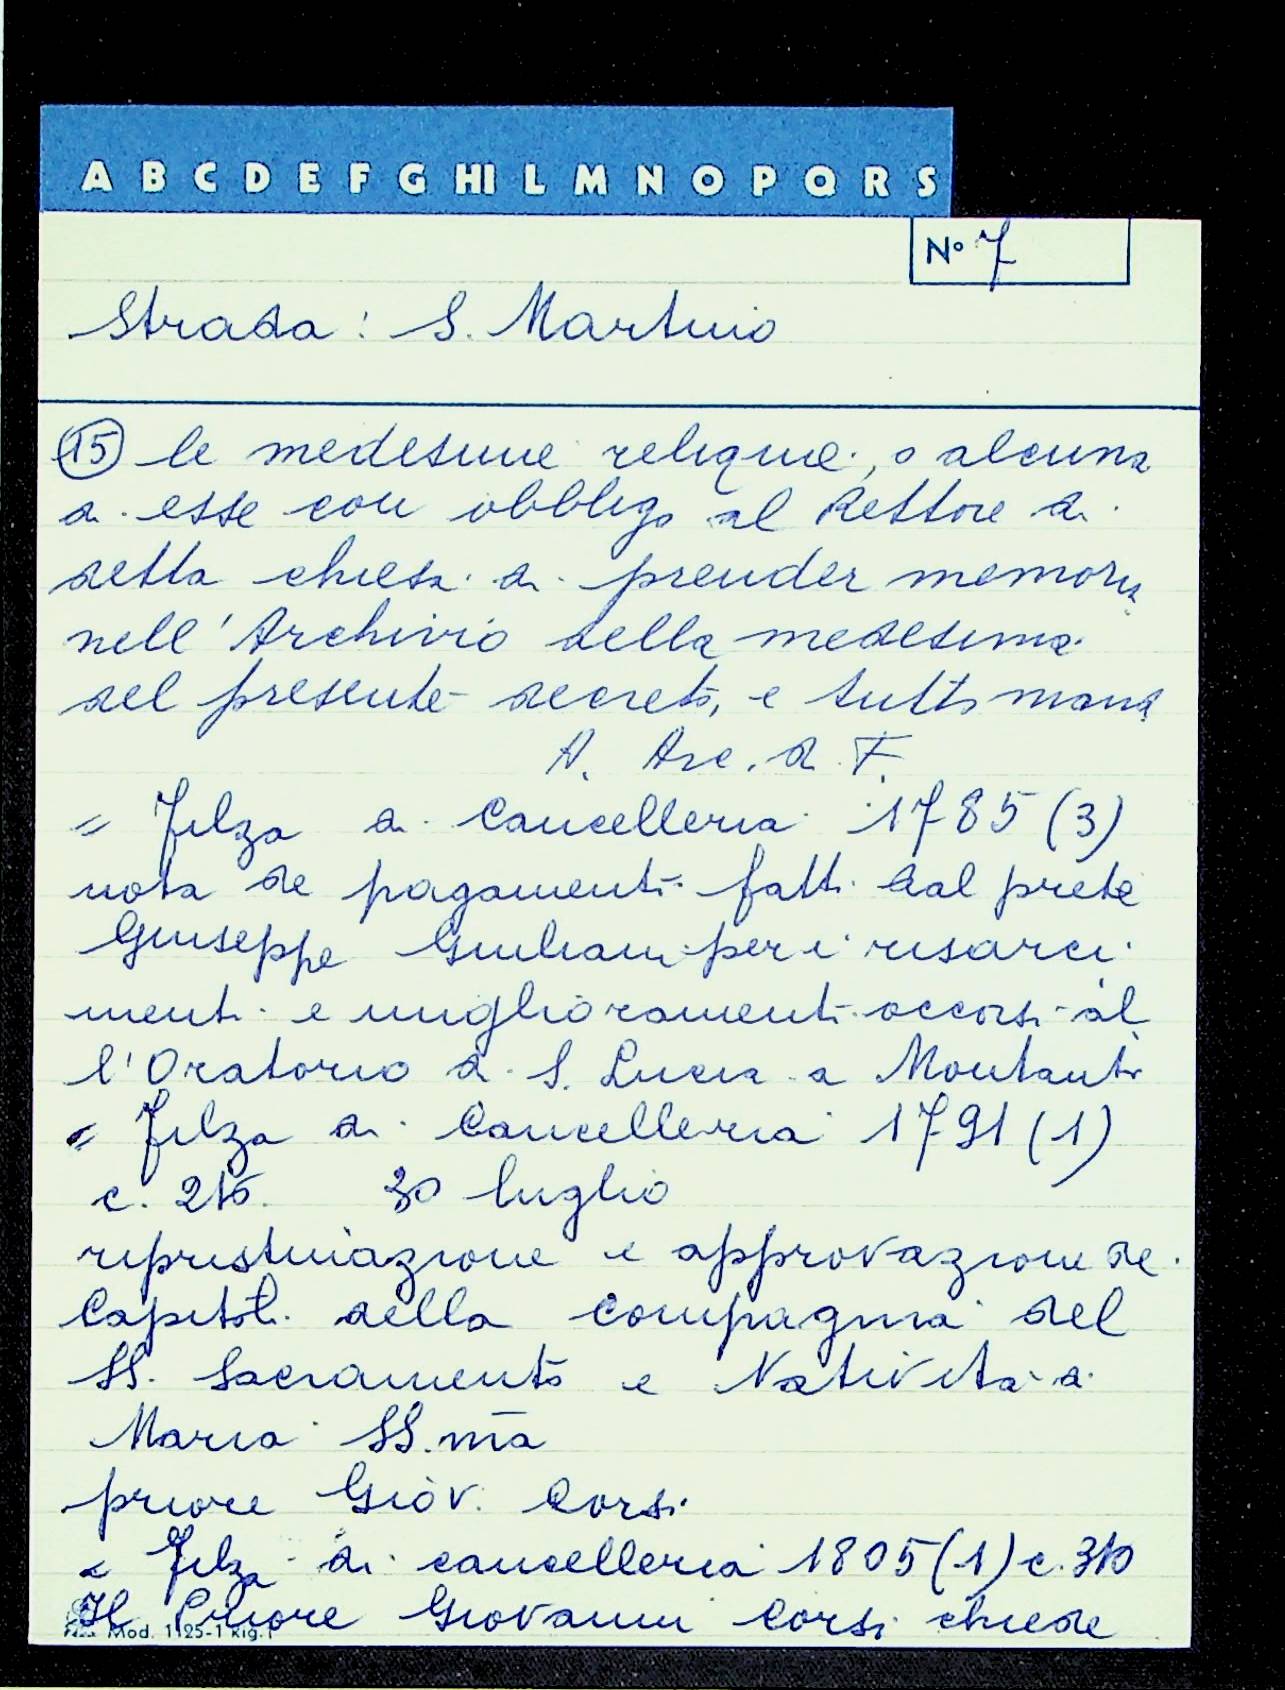 A B C D E F G HI L M N O P Q R S
N° 7
Strada: S. Martino
15 le medesime reliquie, o alcuna
di esse con obbligo al Rettore di
detta chiesa di prender memoria
nell'Archivio della medesima
del presente decreto, e tutto manda
A. Arc. di F.
= Filza di Cancelleria 1785 (3)
nota de pagamenti fatti dal prete
Giuseppe Giuliani per i risarci
menti e miglioramenti occorsi al
l'Oratorio di S. Lucia a Montauti
= Filza di Cancelleria 1791 (1)
c. 216. 30 luglio
ripristinazione e approvazione de
Capitoli della Compagnia del
SS. Sacramento e Natività di
Maria SS.ma
priore Giov. Corsi
= Filza di cancelleria 1805 (1) c. 310
Il Priore Giovanni Corsi chiede
Mod. 1125-1 Rig.